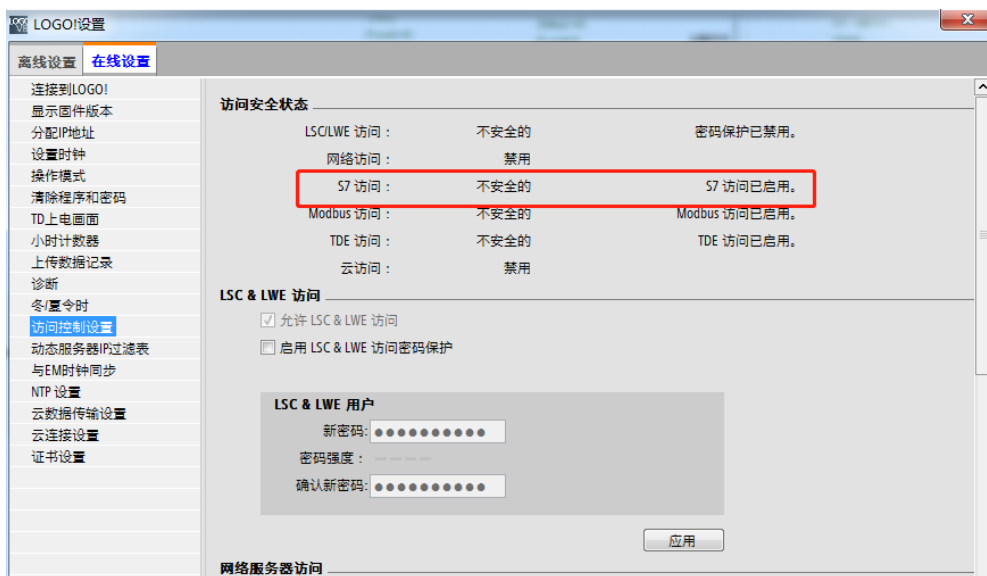 LOGO!设置
离线设置 在线设置
连接到LOGO!
显示固件版本
分配IP地址
设置时钟
操作模式
清除程序和密码
TD上电画面
小时计数器
上传数据记录
诊断
冬/夏令时
访问控制设置
动态服务器IP过滤表
与EM时钟同步
NTP 设置
云数据传输设置
云连接设置
证书设置
访问安全状态
LSC/LWE 访问： 不安全的 密码保护已禁用。
网络访问： 禁用
S7 访问： 不安全的 S7 访问已启用。
Modbus 访问： 不安全的 Modbus 访问已启用。
TDE 访问： 不安全的 TDE 访问已启用。
云访问： 禁用
LSC & LWE 访问
允许 LSC & LWE 访问
启用 LSC & LWE 访问密码保护
LSC & LWE 用户
新密码:
密码强度：
确认新密码:
应用
网络服务器访问